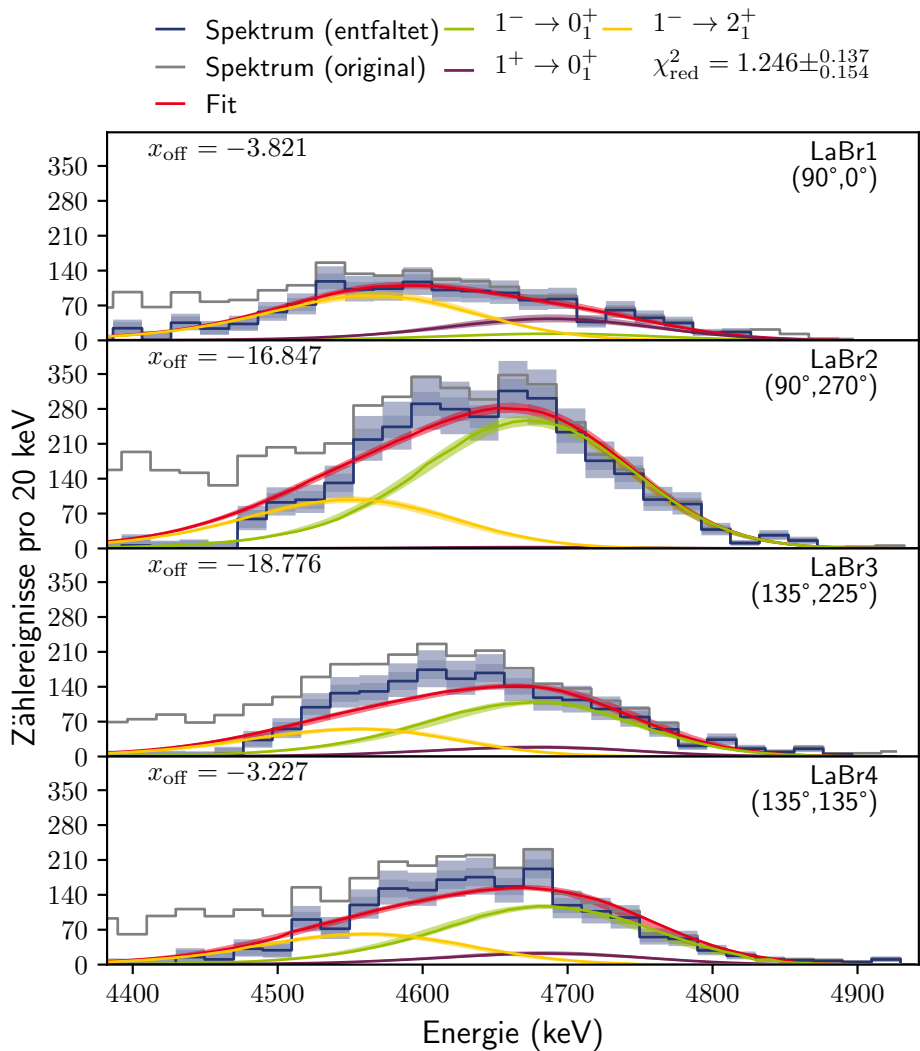 Spektrum (entfaltet) 1⁻ → 0₁⁺ 1⁻ → 2₁⁺
Spektrum (original) 1⁺ → 0₁⁺ χ²_red = 1.246±^0.137_0.154
Fit
x_off = −3.821 LaBr1
(90°,0°)
350
280
210
140
70
0
x_off = −16.847 LaBr2
(90°,270°)
350
280
210
140
70
0
x_off = −18.776 LaBr3
(135°,225°)
350
280
210
140
70
0
x_off = −3.227 LaBr4
(135°,135°)
350
280
210
140
70
0
Zählereignisse pro 20 keV
4400 4500 4600 4700 4800 4900
Energie (keV)